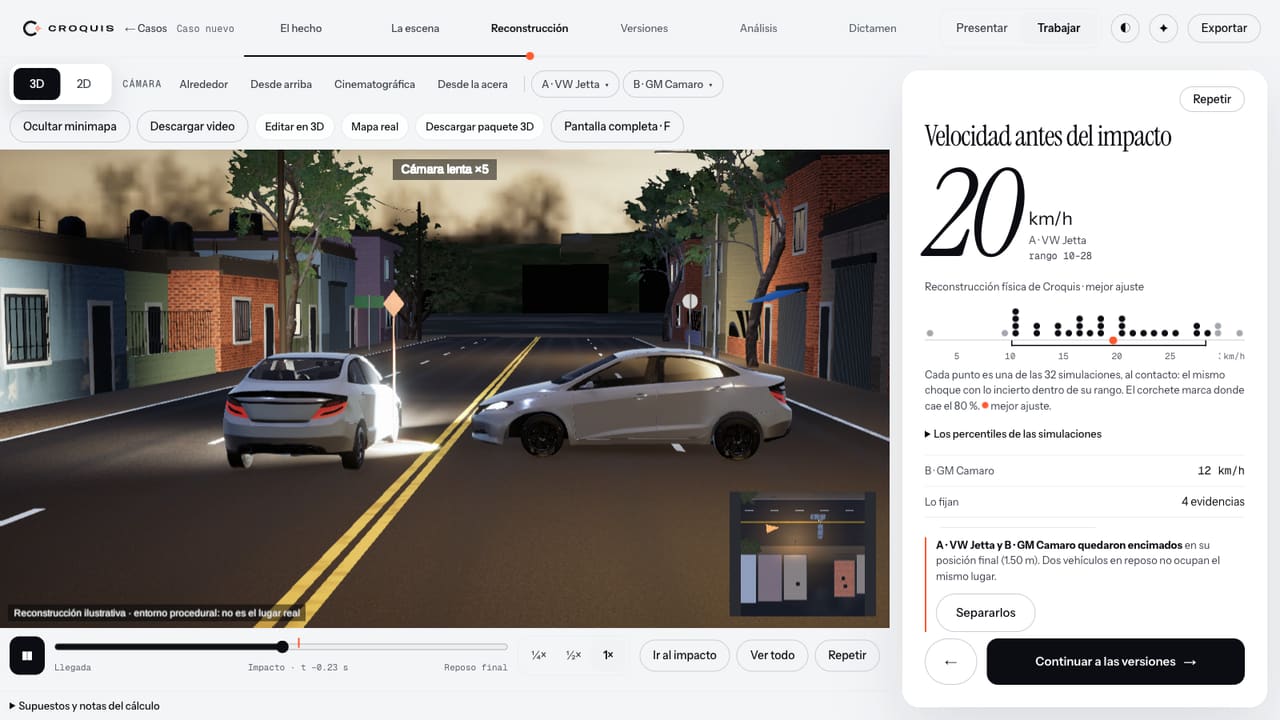 CROQUIS
← Casos
Caso nuevo
El hecho
La escena
Reconstrucción
Versiones
Análisis
Dictamen
Presentar
Trabajar
Exportar
3D
2D
CÁMARA
Alrededor
Desde arriba
Cinematográfica
Desde la acera
A · VW Jetta
B · GM Camaro
Ocultar minimapa
Descargar video
Editar en 3D
Mapa real
Descargar paquete 3D
Pantalla completa · F
Cámara lenta ×5
Reconstrucción ilustrativa - entorno procedural: no es el lugar real
Llegada
Impacto · t −0.23 s
Reposo final
¼×
½×
1×
Ir al impacto
Ver todo
Repetir
Supuestos y notas del cálculo
Repetir
Velocidad antes del impacto
20
km/h
A · VW Jetta
rango 10–28
Reconstrucción física de Croquis · mejor ajuste
5
10
15
20
25
km/h
Cada punto es una de las 32 simulaciones, al contacto: el mismo
choque con lo incierto dentro de su rango. El corchete marca donde
cae el 80 %. mejor ajuste.
Los percentiles de las simulaciones
B · GM Camaro
12 km/h
Lo fijan
4 evidencias
A · VW Jetta y B · GM Camaro quedaron encimados en su
posición final (1.50 m). Dos vehículos en reposo no ocupan el
mismo lugar.
Separarlos
←
Continuar a las versiones →